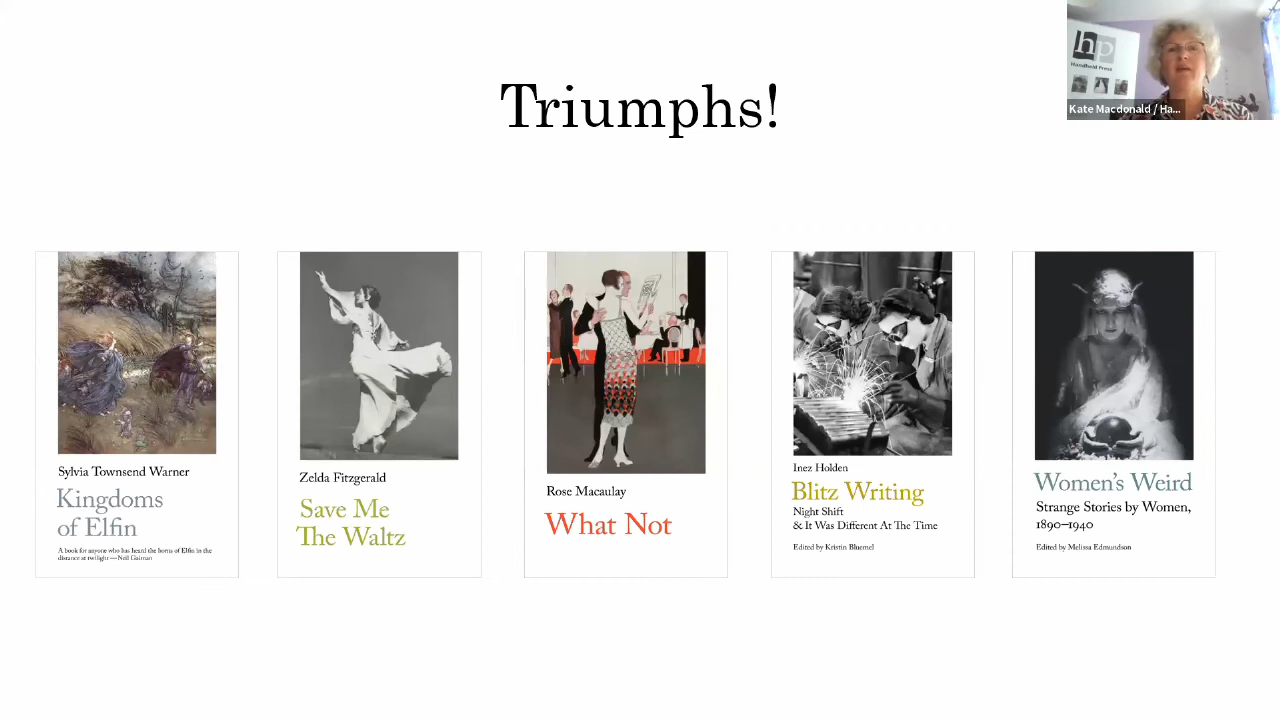 Triumphs!
hp
Handheld Press
Kate Macdonald / Ha...
Sylvia Townsend Warner
Kingdoms
of Elfin
A book for anyone who has heard the horns of Elfin in the
distance at twilight —Neil Gaiman
Zelda Fitzgerald
Save Me
The Waltz
Rose Macaulay
What Not
Inez Holden
Blitz Writing
Night Shift
& It Was Different At The Time
Edited by Kristin Bluemel
Women's Weird
Strange Stories by Women,
1890–1940
Edited by Melissa Edmundson